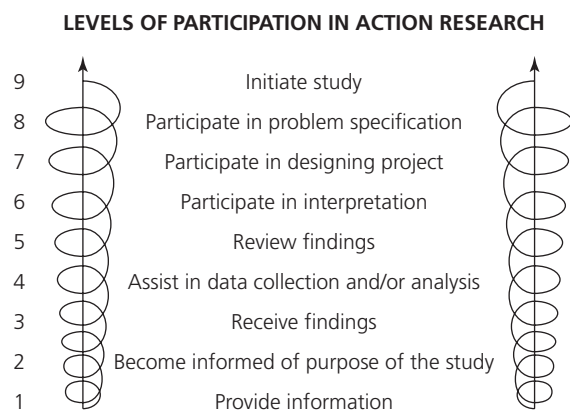 LEVELS OF PARTICIPATION IN ACTION RESEARCH
9 Initiate study
8 Participate in problem specification
7 Participate in designing project
6 Participate in interpretation
5 Review findings
4 Assist in data collection and/or analysis
3 Receive findings
2 Become informed of purpose of the study
1 Provide information